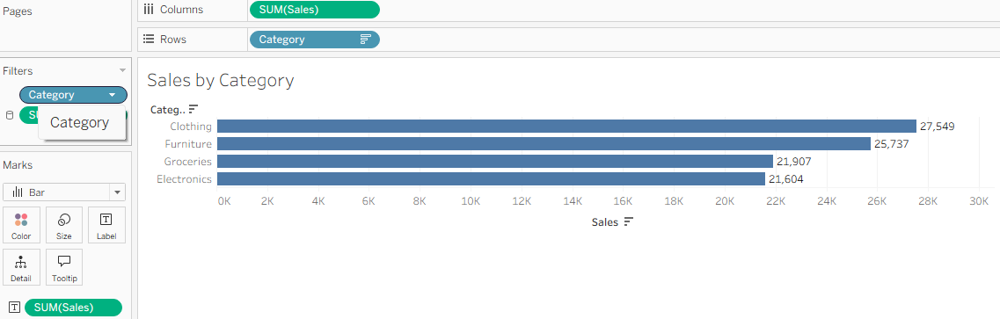 Pages
Columns
SUM(Sales)
Rows
Category
Filters
Category
Category
Marks
Bar
Color
Size
Label
Detail
Tooltip
SUM(Sales)
Sales by Category
Categ..
Clothing
27,549
Furniture
25,737
Groceries
21,907
Electronics
21,604
0K 2K 4K 6K 8K 10K 12K 14K 16K 18K 20K 22K 24K 26K 28K 30K
Sales